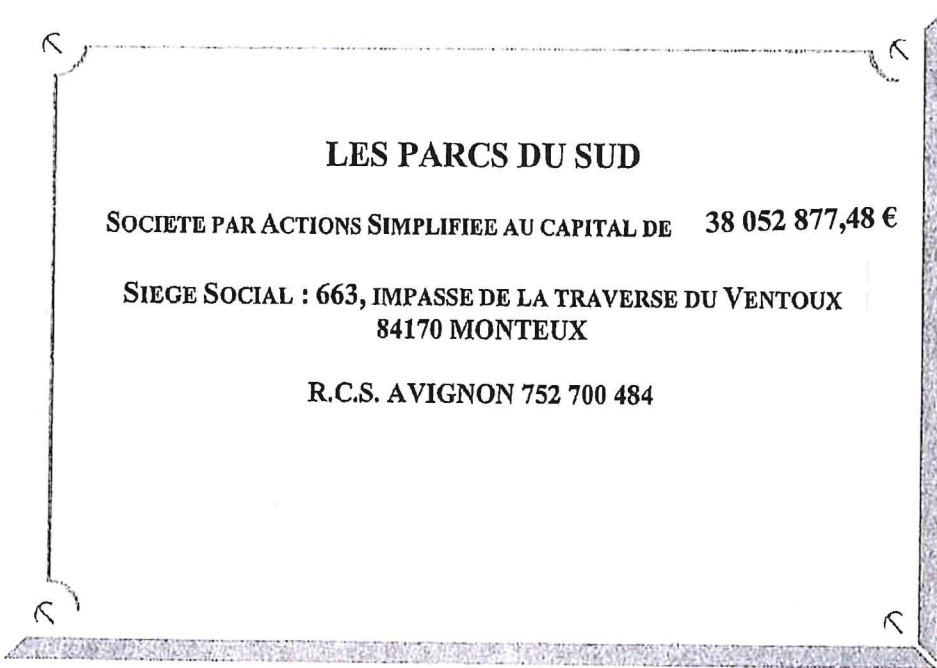 LES PARCS DU SUD
SOCIETE PAR ACTIONS SIMPLIFIEE AU CAPITAL DE 38 052 877,48 €
SIEGE SOCIAL : 663, IMPASSE DE LA TRAVERSE DU VENTOUX
84170 MONTEUX
R.C.S. AVIGNON 752 700 484